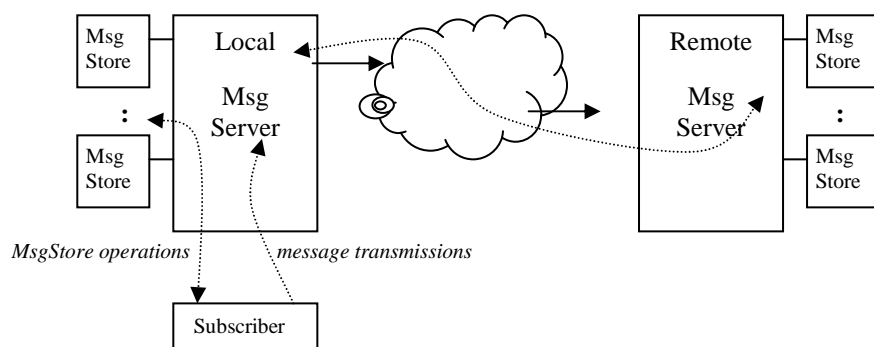 Msg
Store
:
Msg
Store
Local
Msg
Server
Remote
Msg
Server
Msg
Store
:
Msg
Store
MsgStore operations
message transmissions
Subscriber